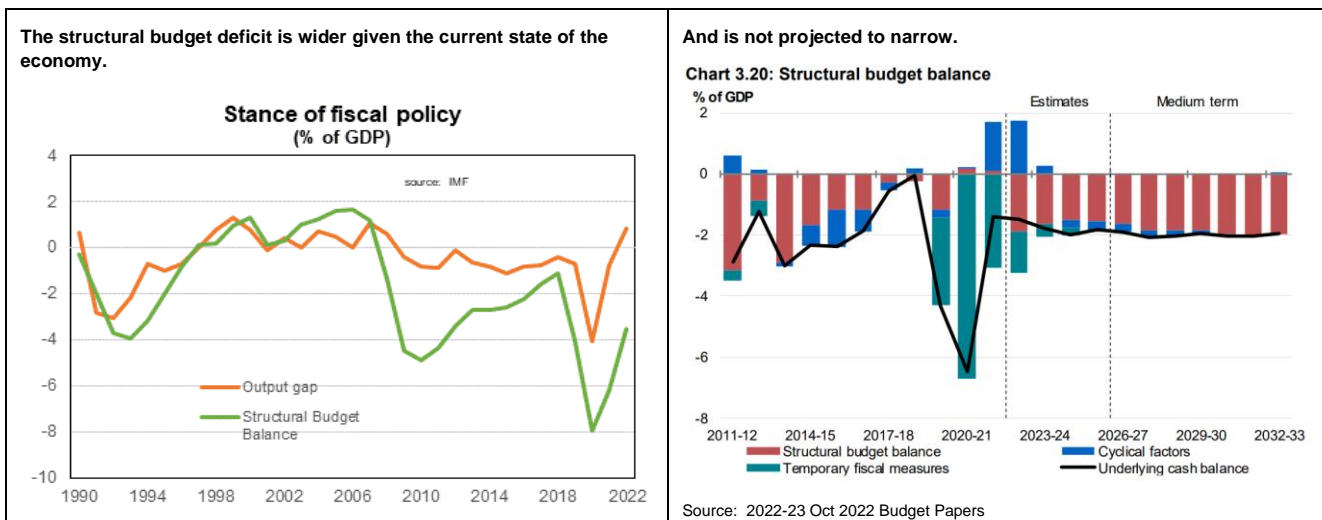 The structural budget deficit is wider given the current state of the
economy.
Stance of fiscal policy
(% of GDP)
source: IMF
4
2
0
-2
-4
-6
-8
-10
Output gap
Structural Budget
Balance
1990 1994 1998 2002 2006 2010 2014 2018 2022
And is not projected to narrow.
Chart 3.20: Structural budget balance
% of GDP
Estimates Medium term
2
0
-2
-4
-6
-8
2011-12 2014-15 2017-18 2020-21 2023-24 2026-27 2029-30 2032-33
Structural budget balance Cyclical factors
Temporary fiscal measures Underlying cash balance
Source: 2022-23 Oct 2022 Budget Papers